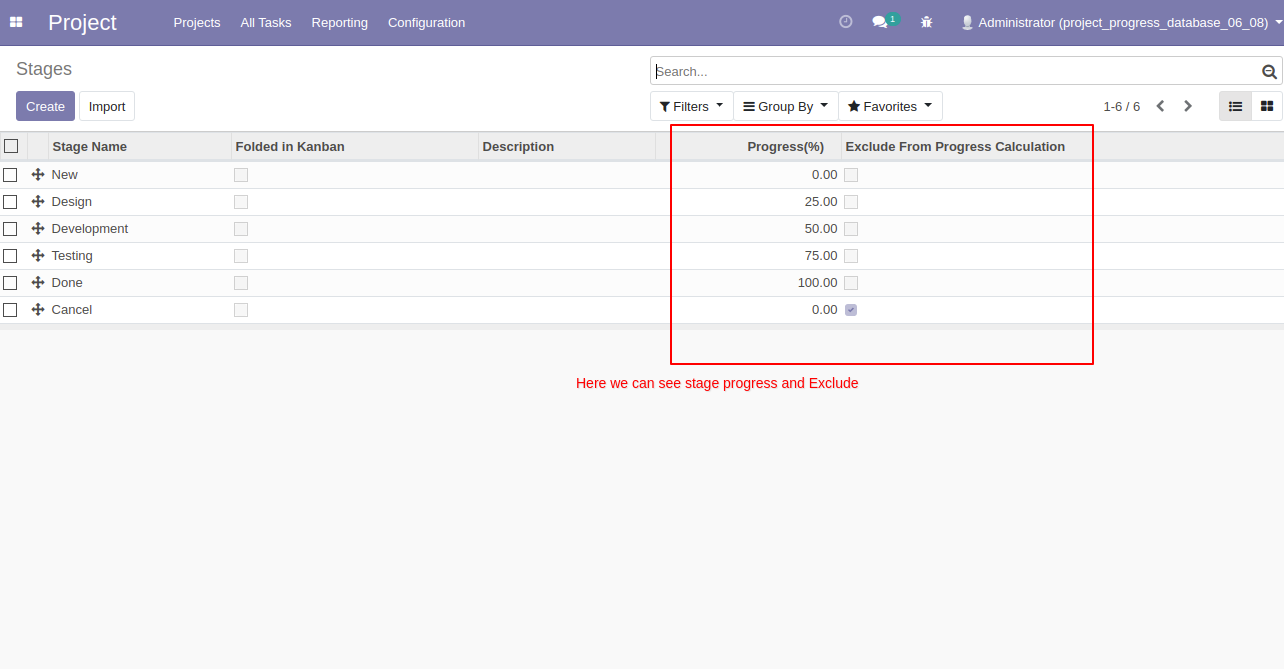 Project Projects All Tasks Reporting Configuration 1 Administrator (project_progress_database_06_08)
Stages
Search...
Create Import Filters Group By Favorites 1-6 / 6
Stage Name Folded in Kanban Description Progress(%) Exclude From Progress Calculation
New 0.00
Design 25.00
Development 50.00
Testing 75.00
Done 100.00
Cancel 0.00
Here we can see stage progress and Exclude